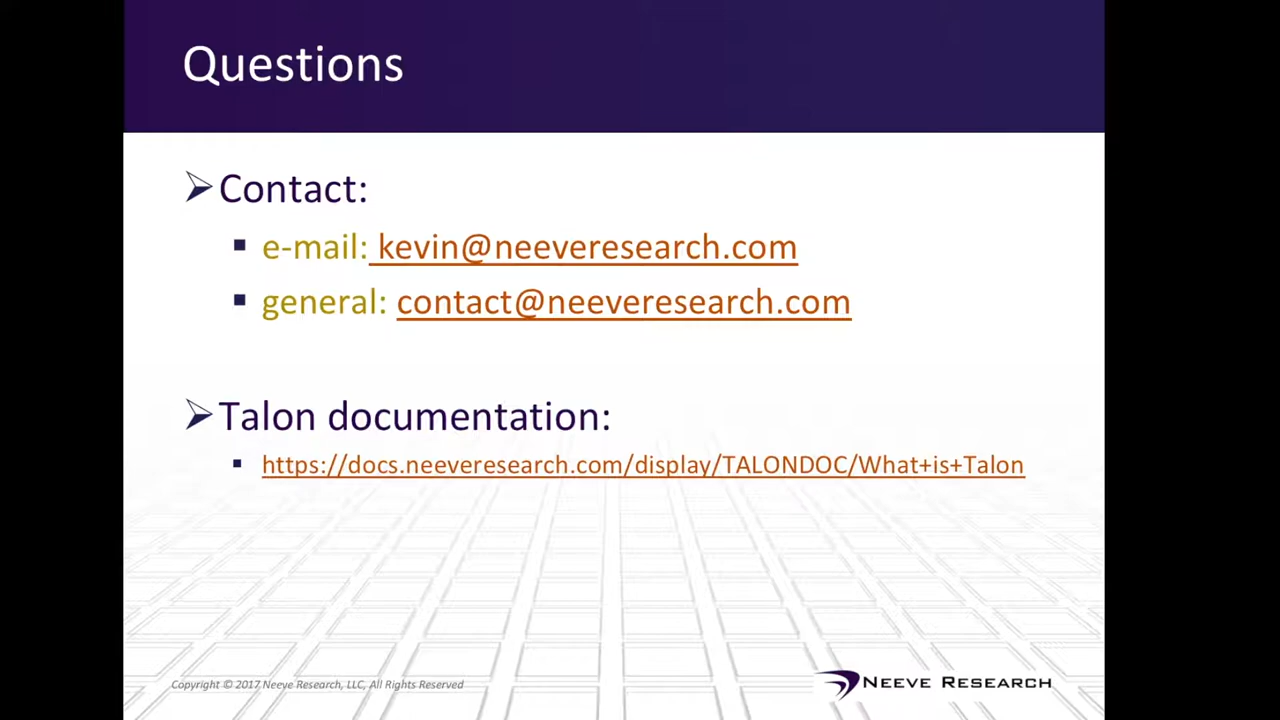 Questions
Contact:
e-mail: kevin@neeveresearch.com
general: contact@neeveresearch.com
Talon documentation:
https://docs.neeveresearch.com/display/TALONDOC/What+is+Talon
Copyright © 2017 Neeve Research, LLC, All Rights Reserved
NEEVE RESEARCH